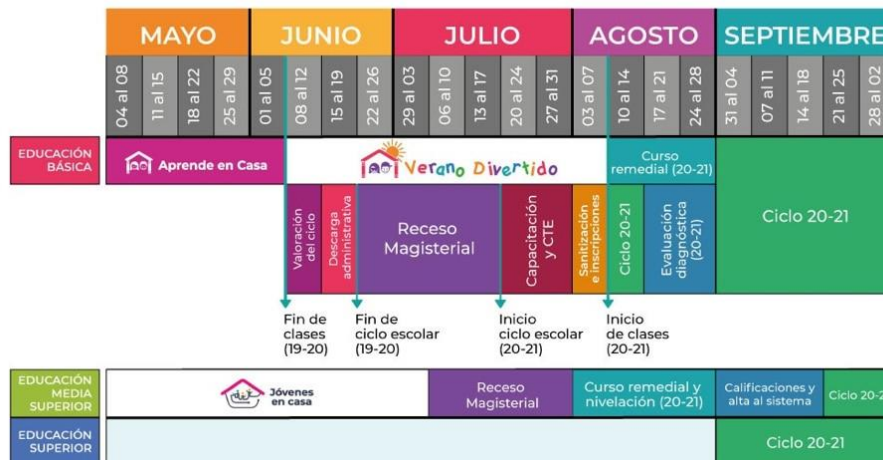 MAYO
JUNIO
JULIO
AGOSTO
SEPTIEMBRE
04 al 08
11 al 15
18 al 22
25 al 29
01 al 05
08 al 12
15 al 19
22 al 26
29 al 03
06 al 10
13 al 17
20 al 24
27 al 31
03 al 07
10 al 14
17 al 21
24 al 28
31 al 04
07 al 11
14 al 18
21 al 25
28 al 02
EDUCACIÓN
BÁSICA
Aprende en Casa
Verano Divertido
Curso
remedial (20-21)
Valoración
del ciclo
Descarga
administrativa
Receso
Magisterial
Capacitación
y CTE
Sanitización
e inscripciones
Ciclo 20-21
Evaluación
diagnóstica
(20-21)
Ciclo 20-21
Fin de
clases
(19-20)
Fin de
ciclo escolar
(19-20)
Inicio
ciclo escolar
(20-21)
Inicio
de clases
(20-21)
EDUCACIÓN
MEDIA
SUPERIOR
Jóvenes
en casa
Receso
Magisterial
Curso remedial y
nivelación (20-21)
Calificaciones y
alta al sistema
Ciclo 20-2
EDUCACIÓN
SUPERIOR
Ciclo 20-21